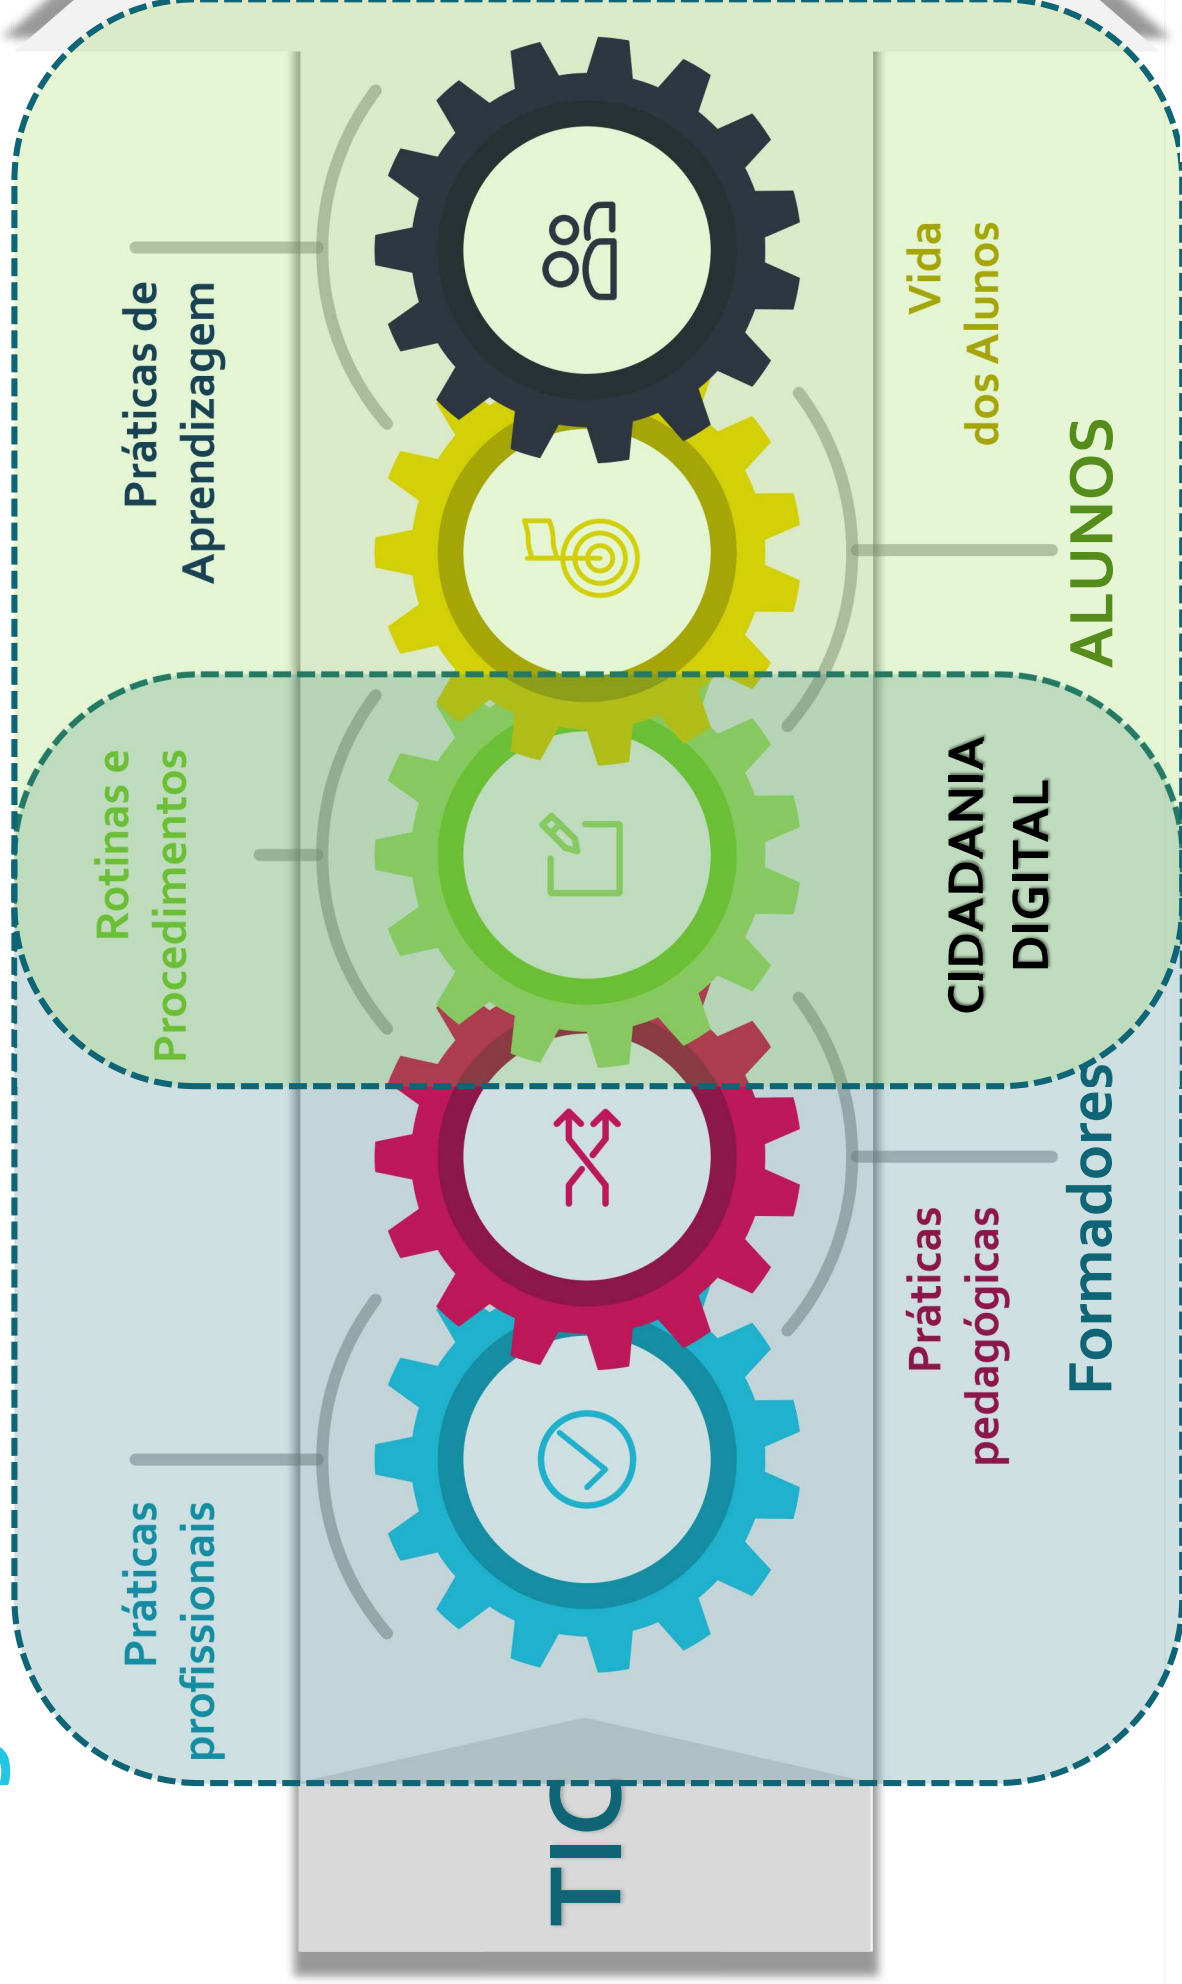 TIC
Práticas
profissionais
Práticas
pedagógicas
Formadores
Rotinas e
Procedimentos
CIDADANIA
DIGITAL
Práticas de
Aprendizagem
Vida
dos Alunos
ALUNOS